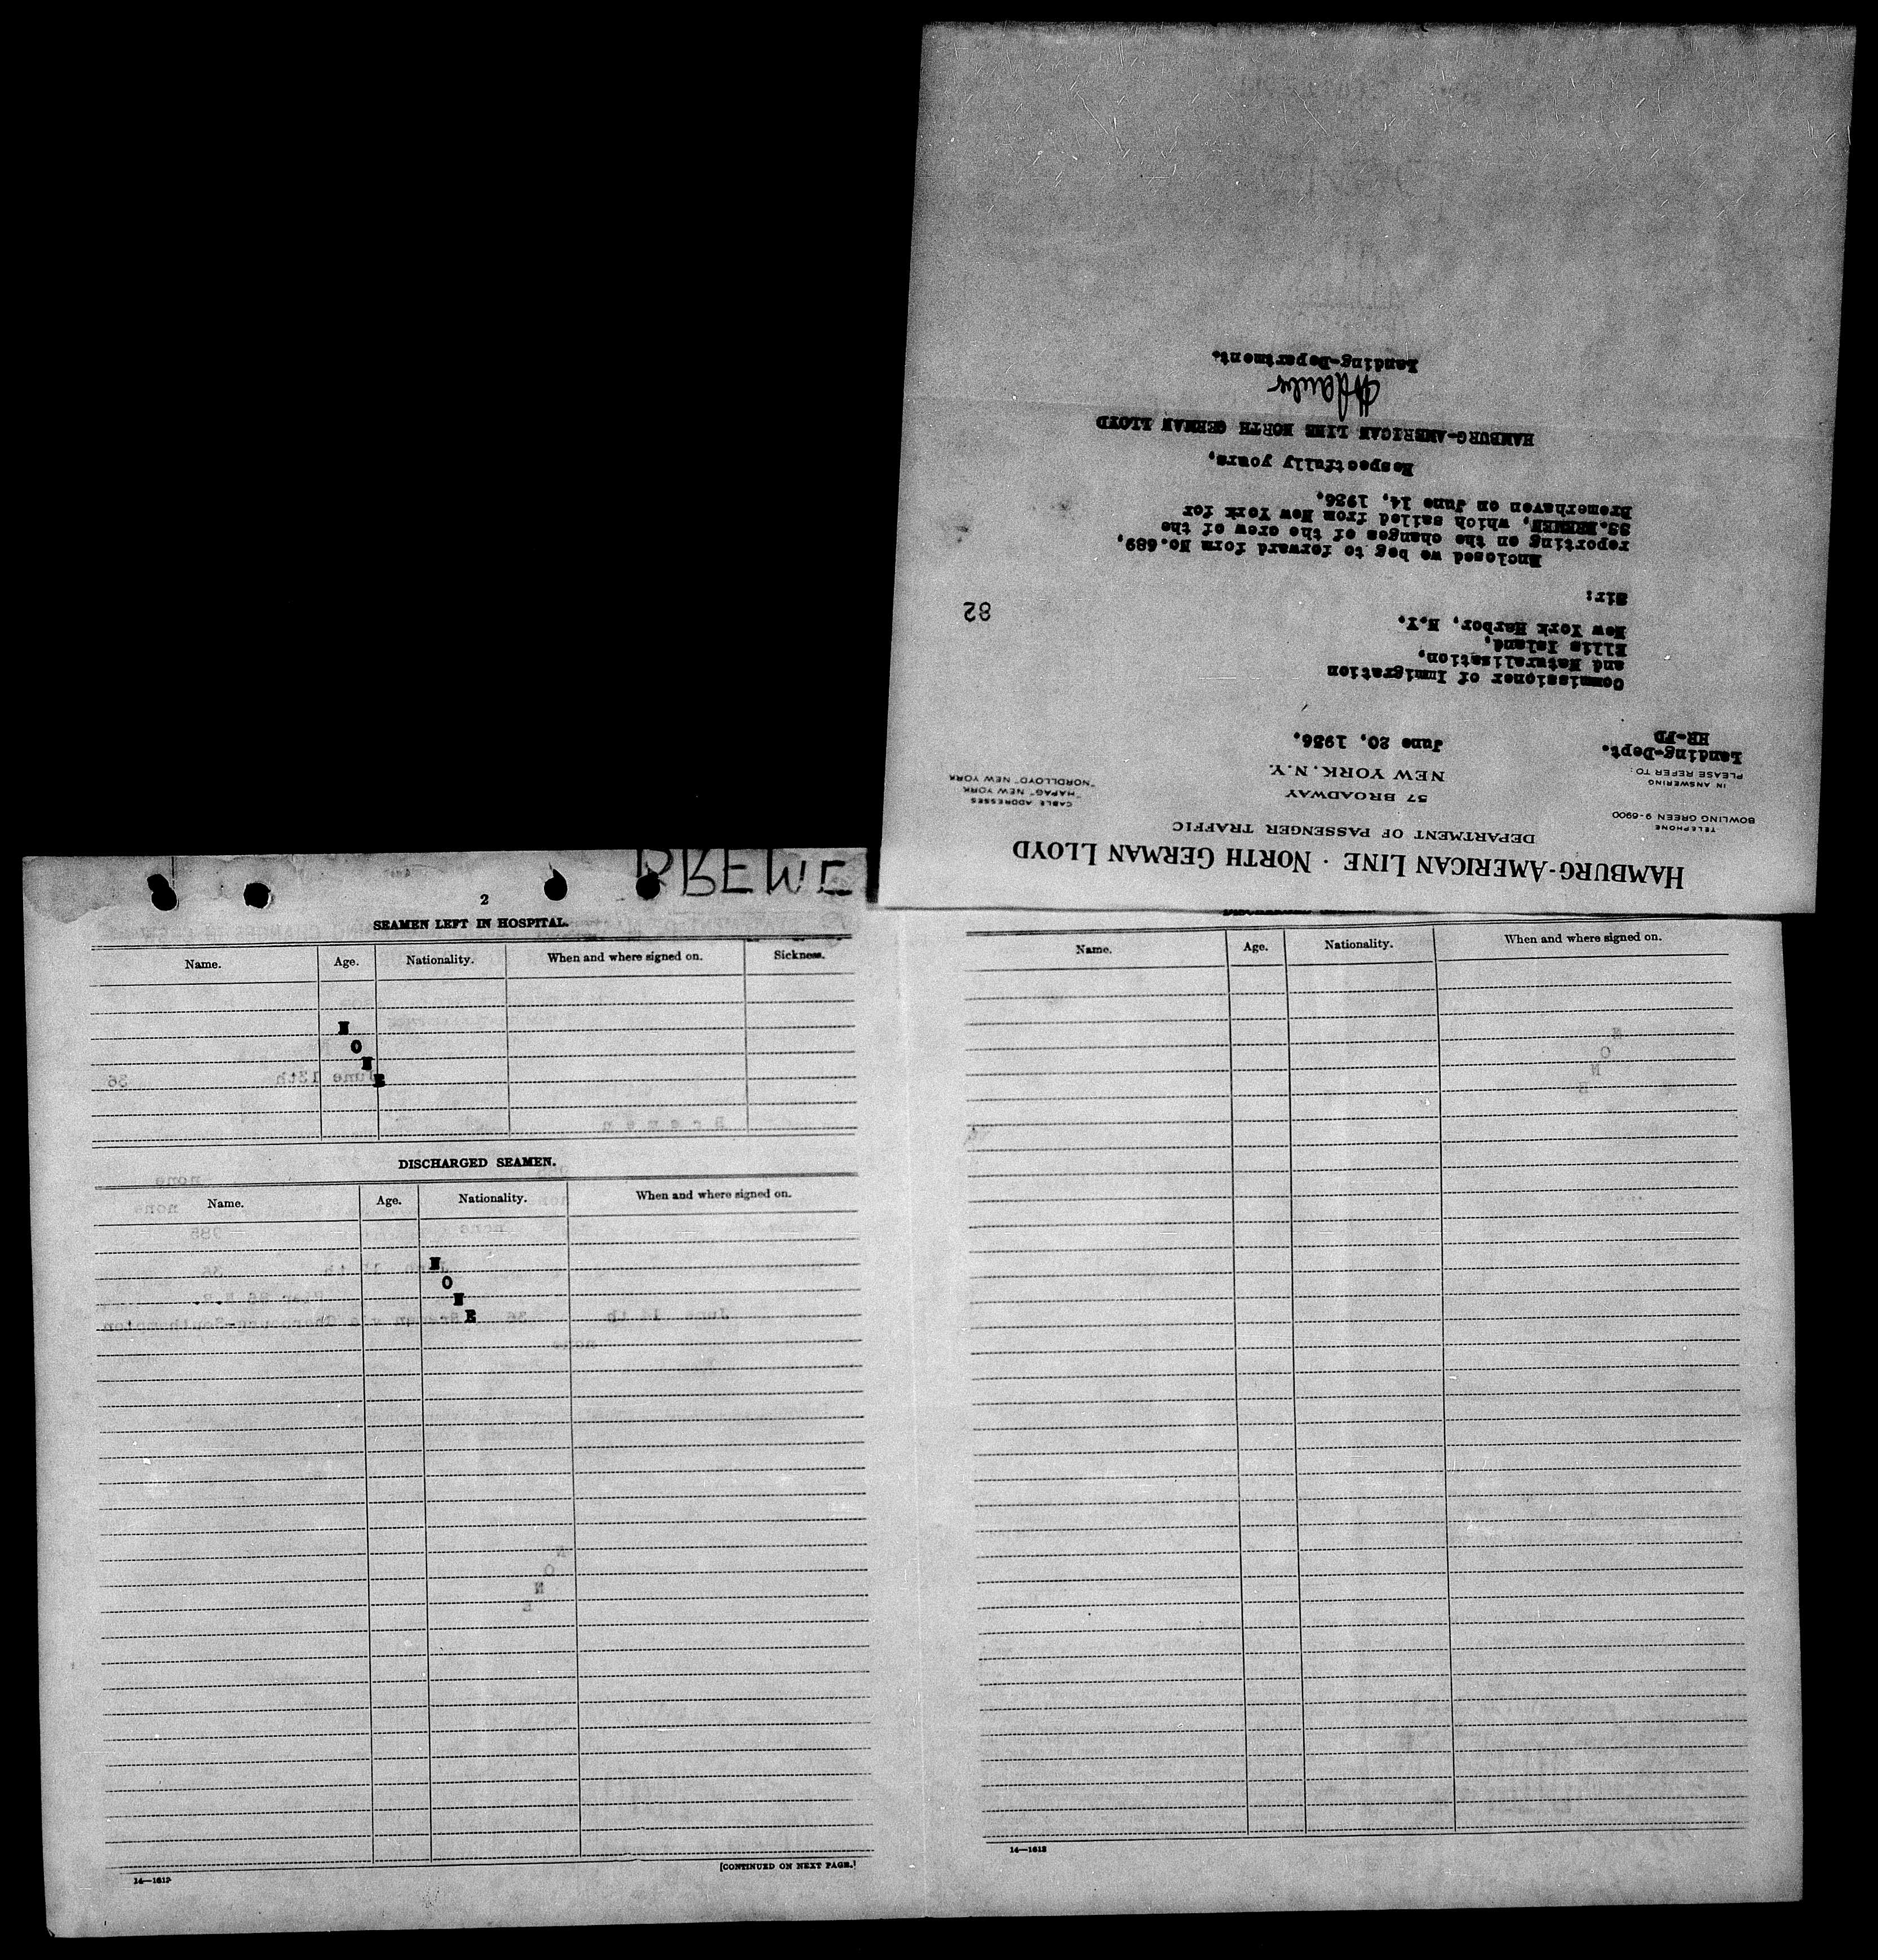 HAMBURG-AMERICAN LINE · NORTH GERMAN LLOYD
DEPARTMENT OF PASSENGER TRAFFIC
TELEPHONE
BOWLING GREEN 9-6900
57 BROADWAY
NEW YORK, N.Y.
CABLE ADDRESSES
"HAPAG" NEW YORK
"NORDLLOYD" NEW YORK
IN ANSWERING
PLEASE REFER TO:
Landing-Dept.
HR-FD
June 20, 1936.
Commissioner of Immigration
and Naturalization,
Ellis Island,
New York Harbor, N.Y.
82
Sir:
Enclosed we beg to forward form No.689,
reporting on the changes of the crew of the
SS.BREMEN, which sailed from New York for
Bremerhaven on June 14, 1936.
Respectfully yours,
HAMBURG-AMERICAN LINE NORTH GERMAN LLOYD
Landing-Department.
2
SEAMEN LEFT IN HOSPITAL.
Name. Age. Nationality. When and where signed on. Sickness.
N
O
N
E
DISCHARGED SEAMEN.
Name. Age. Nationality. When and where signed on.
N
O
N
E
[CONTINUED ON NEXT PAGE.]
14—1612
Name. Age. Nationality. When and where signed on.
14—1612